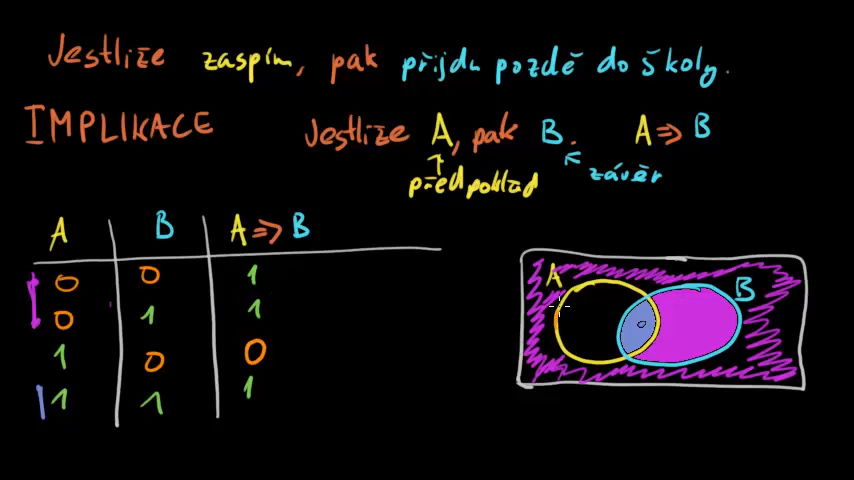 Jestliže zaspím, pak přijdu pozdě do školy.
IMPLIKACE Jestliže A, pak B. A ⇒ B
předpoklad závěr
A B A ⇒ B
0 0 1
0 1 1
1 0 0
1 1 1
A B